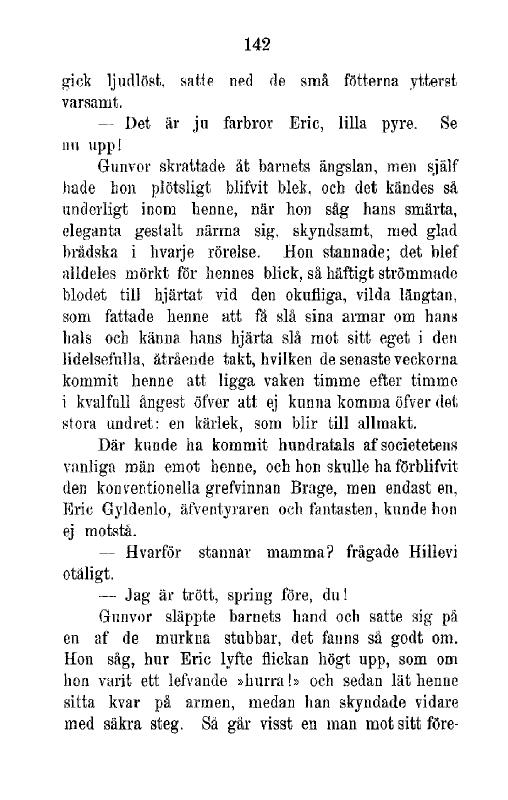 142
gick ljudlöst, satte ned de små fötterna ytterst
varsamt.
— Det är ju farbror Eric, lilla pyre. Se
nu upp!
Gunvor skrattade åt barnets ängslan, men själf
hade hon plötsligt blifvit blek, och det kändes så
underligt inom henne, när hon såg hans smärta,
eleganta gestalt närma sig, skyndsamt, med glad
brådska i hvarje rörelse. Hon stannade; det blef
alldeles mörkt för hennes blick, så häftigt strömmade
blodet till hjärtat vid den okufliga, vilda längtan,
som fattade henne att få slå sina armar om hans
hals och känna hans hjärta slå mot sitt eget i den
lidelsefulla, åtrående takt, hvilken de senaste veckorna
kommit henne att ligga vaken timme efter timme
i kvalfull ångest öfver att ej kunna komma öfver det
stora undret: en kärlek, som blir till allmakt.
Där kunde ha kommit hundratals af societetens
vanliga män emot henne, och hon skulle ha förblifvit
den konventionella grefvinnan Brage, men endast en,
Eric Gyldenlo, äfventyraren och fantasten, kunde hon
ej motstå.
— Hvarför stannar mamma? frågade Hillevi
otåligt.
— Jag är trött, spring före, du!
Gunvor släppte barnets hand och satte sig på
en af de murkna stubbar, det fanns så godt om.
Hon såg, hur Eric lyfte flickan högt upp, som om
hon varit ett lefvande »hurra!» och sedan lät henne
sitta kvar på armen, medan han skyndade vidare
med säkra steg. Så går visst en man mot sitt före-